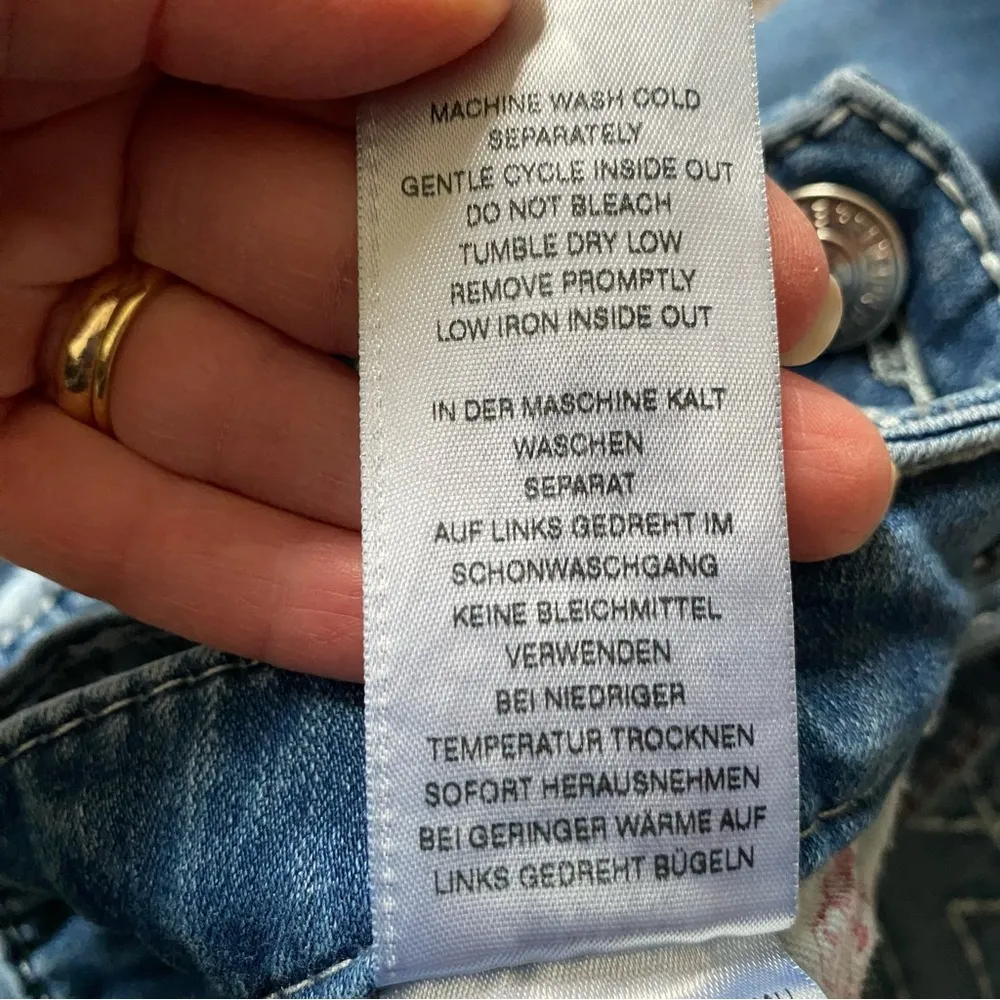 MACHINE WASH COLD
SEPARATELY
GENTLE CYCLE INSIDE OUT
DO NOT BLEACH
TUMBLE DRY LOW
REMOVE PROMPTLY
LOW IRON INSIDE OUT
IN DER MASCHINE KALT
WASCHEN
SEPARAT
AUF LINKS GEDREHT IM
SCHONWASCHGANG
KEINE BLEICHMITTEL
VERWENDEN
BEI NIEDRIGER
TEMPERATUR TROCKNEN
SOFORT HERAUSNEHMEN
BEI GERINGER WÄRME AUF
LINKS GEDREHT BÜGELN